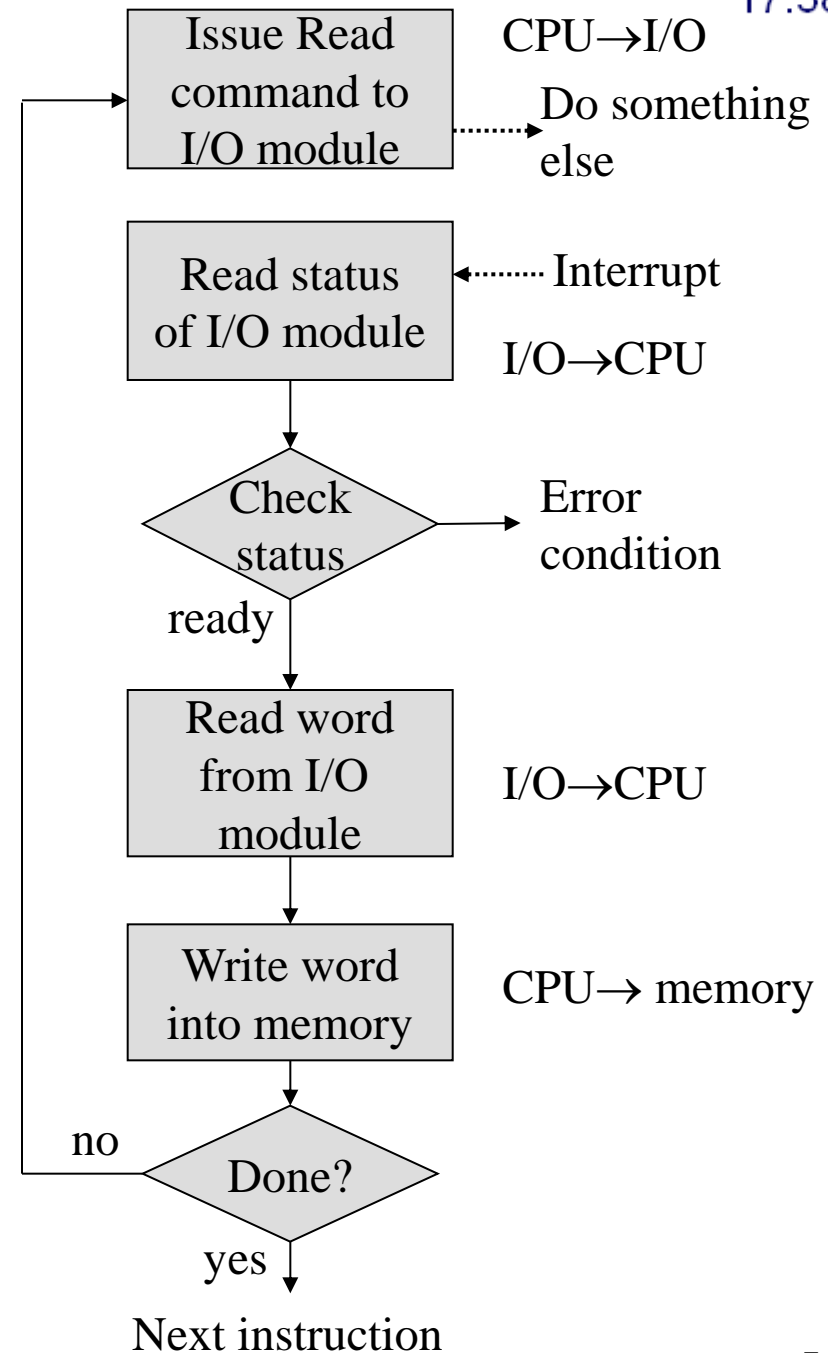 Issue Read
command to
I/O module
CPU→I/O
Do something
else
Read status
of I/O module
Interrupt
I/O→CPU
Check
status
Error
condition
ready
Read word
from I/O
module
I/O→CPU
Write word
into memory
CPU→ memory
no
Done?
yes
Next instruction